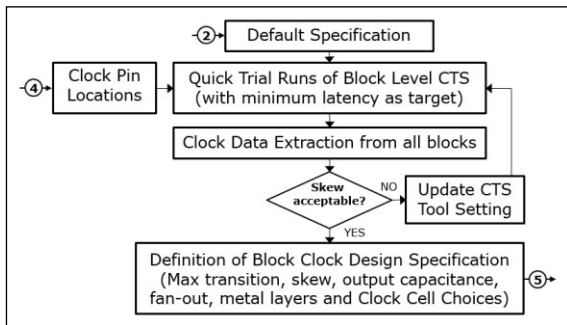 2
Default Specification
4
Clock Pin
Locations
Quick Trial Runs of Block Level CTS
(with minimum latency as target)
Clock Data Extraction from all blocks
Skew
acceptable?
NO
Update CTS
Tool Setting
YES
Definition of Block Clock Design Specification
(Max transition, skew, output capacitance,
fan-out, metal layers and Clock Cell Choices)
5